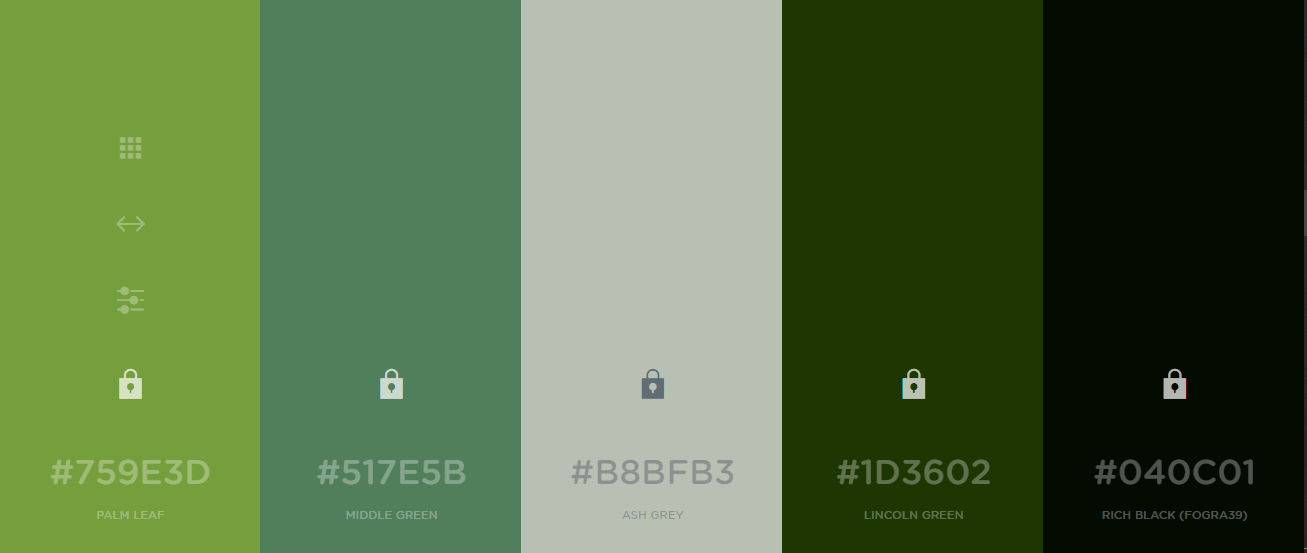 #759E3D
PALM LEAF
#517E5B
MIDDLE GREEN
#B8BFB3
ASH GREY
#1D3602
LINCOLN GREEN
#040C01
RICH BLACK (FOGRA39)